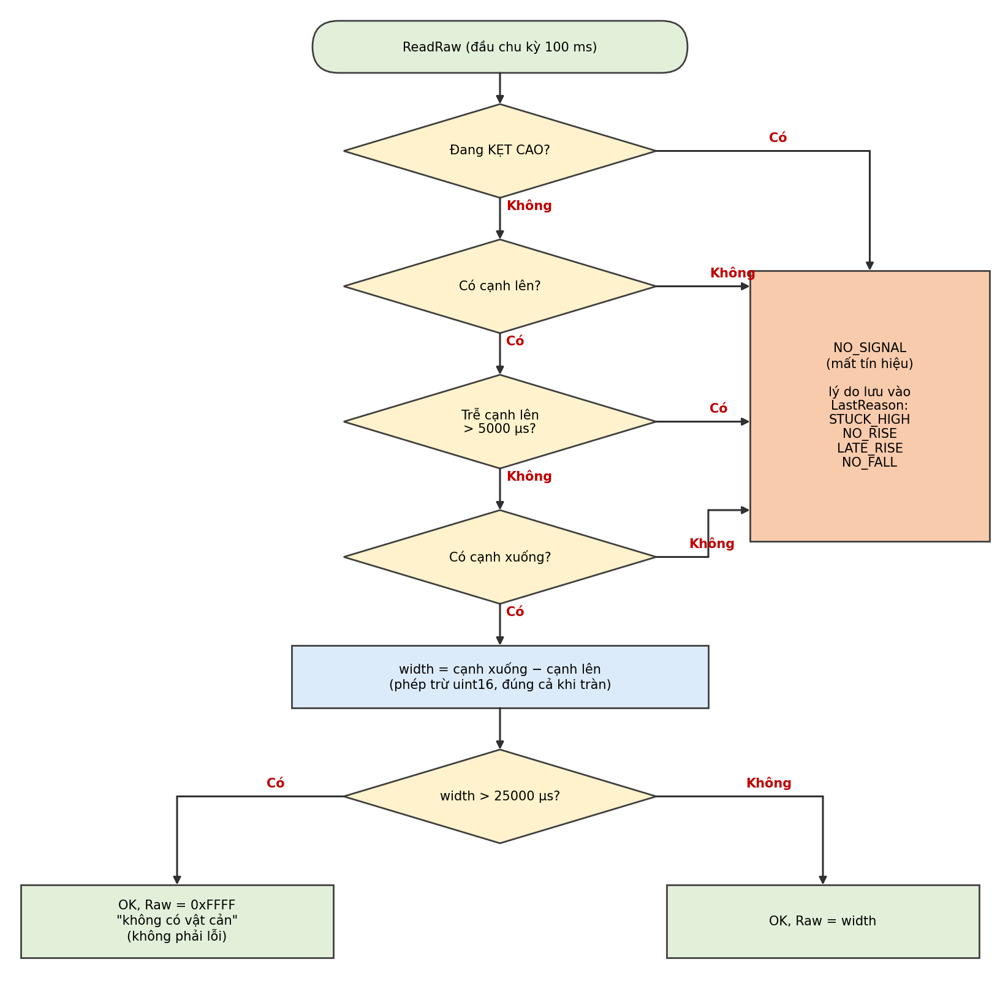 ReadRaw (đầu chu kỳ 100 ms)
Đang KẸT CAO?
Có
Không
Có cạnh lên?
Không
Có
Trễ cạnh lên
> 5000 µs?
Có
Không
NO_SIGNAL
(mất tín hiệu)
lý do lưu vào
LastReason:
STUCK_HIGH
NO_RISE
LATE_RISE
NO_FALL
Có cạnh xuống?
Không
Có
width = cạnh xuống − cạnh lên
(phép trừ uint16, đúng cả khi tràn)
width > 25000 µs?
Có
Không
OK, Raw = 0xFFFF
"không có vật cản"
(không phải lỗi)
OK, Raw = width